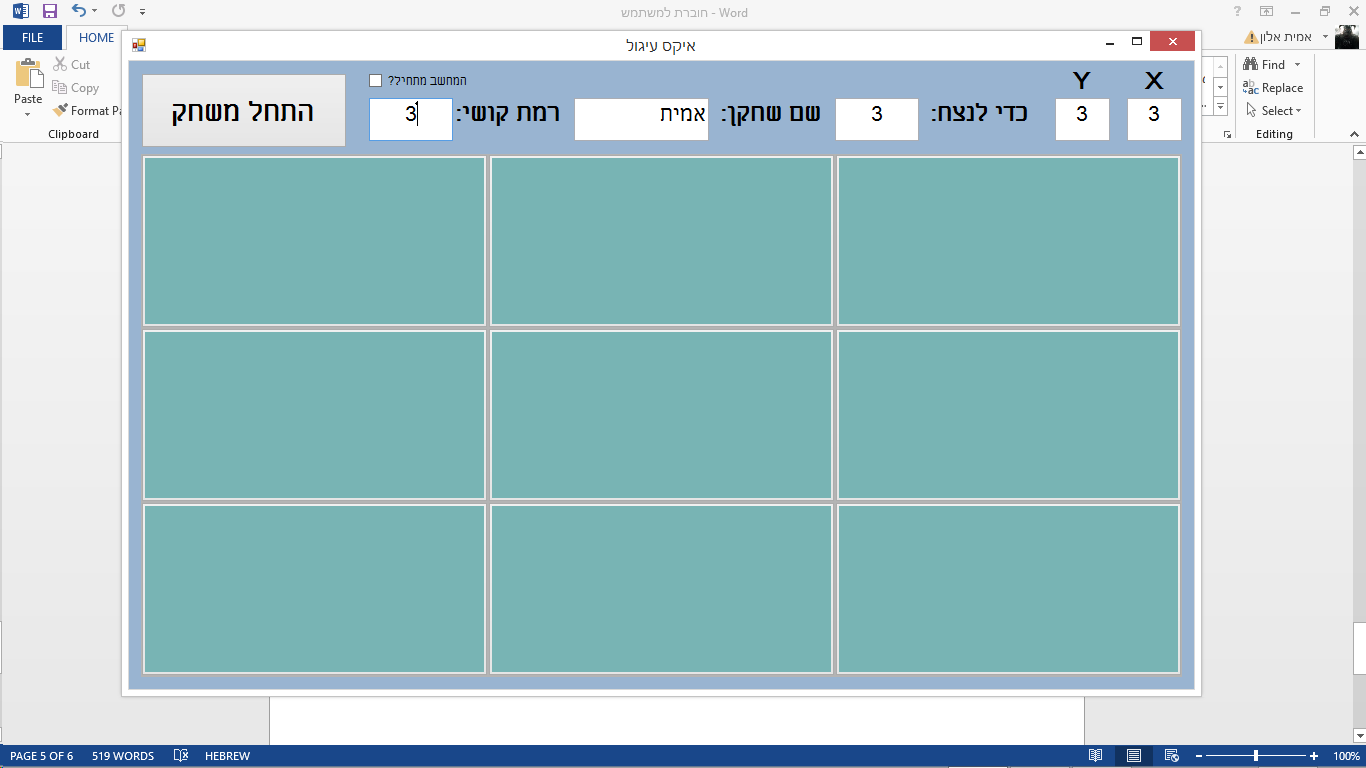 חוברת למשתמש - Word
?
FILE
HOME
אמית אלון
איקס עיגול
Paste
Cut
Copy
Format Pa
Clipboard
Find
Replace
Select
Editing
X
Y
המחשב מתחיל?
3
3
כדי לנצח:
3
שם שחקן:
אמית
רמת קושי:
3
התחל משחק
PAGE 5 OF 6
519 WORDS
HEBREW
100%